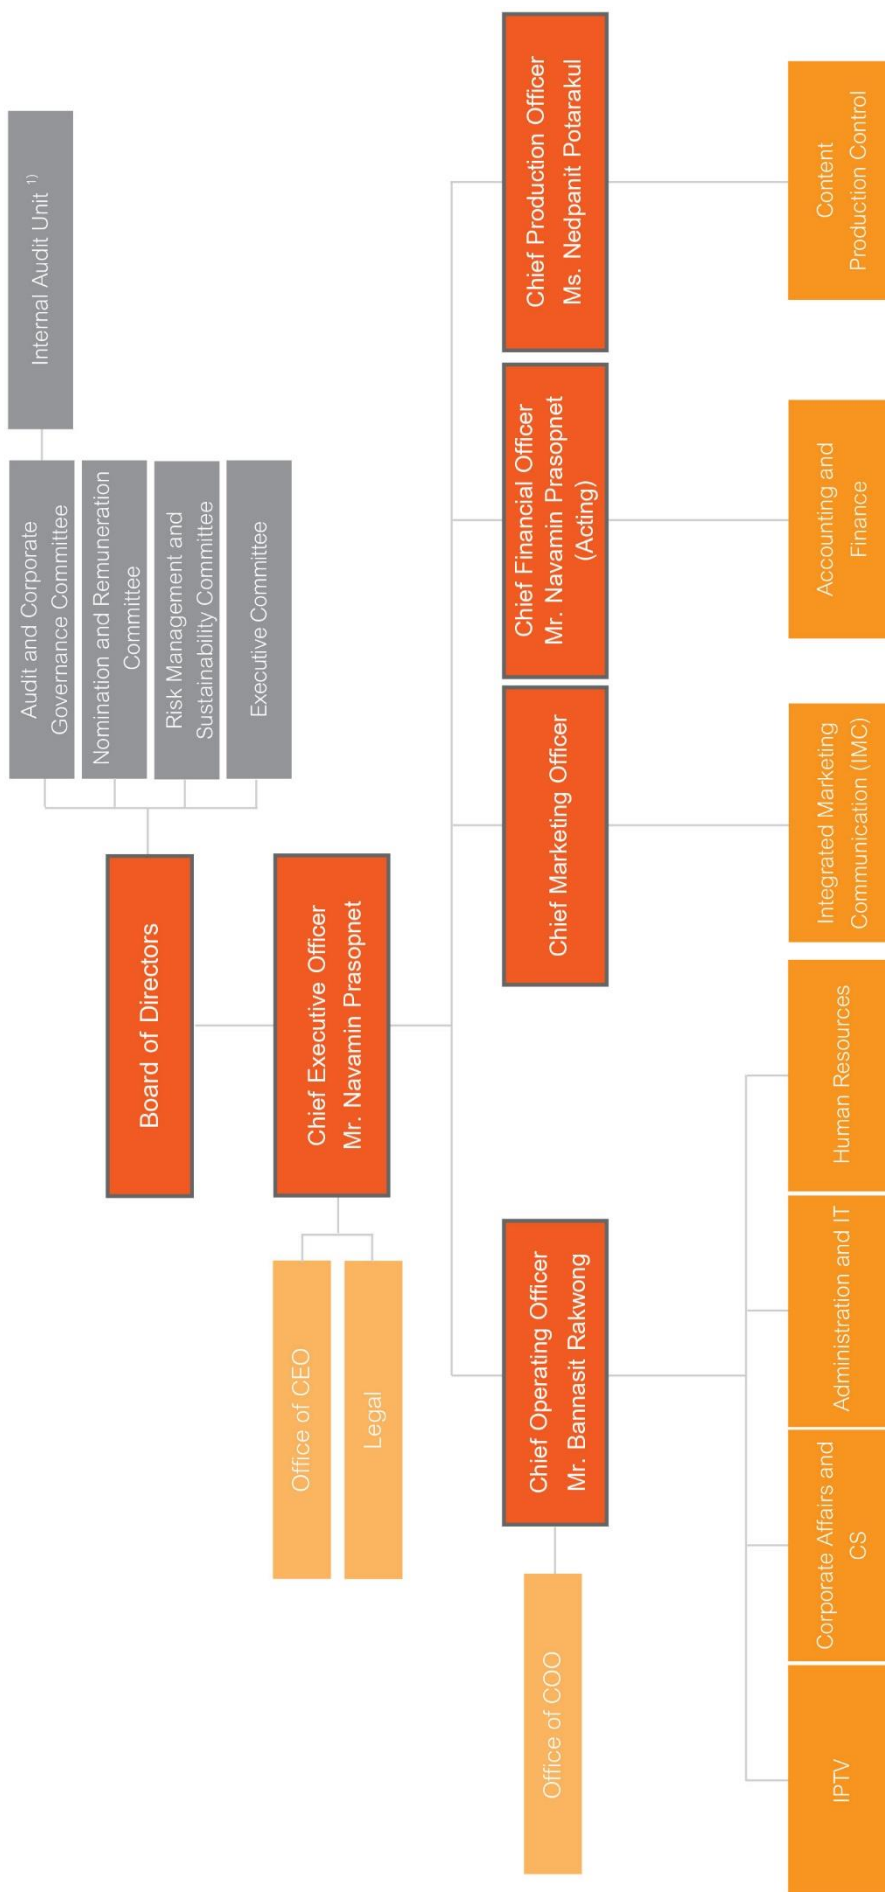 Internal Audit Unit ¹⁾
Audit and Corporate
Governance Committee
Nomination and Remuneration
Committee
Risk Management and
Sustainability Committee
Executive Committee
Board of Directors
Chief Executive Officer
Mr. Navamin Prasopnet
Office of CEO
Legal
Chief Operating Officer
Mr. Bannasit Rakwong
Chief Marketing Officer
Chief Financial Officer
Mr. Navamin Prasopnet
(Acting)
Chief Production Officer
Ms. Nedpanit Potarakul
Office of COO
IPTV
Corporate Affairs and
CS
Administration and IT
Human Resources
Integrated Marketing
Communication (IMC)
Accounting and
Finance
Content
Production Control